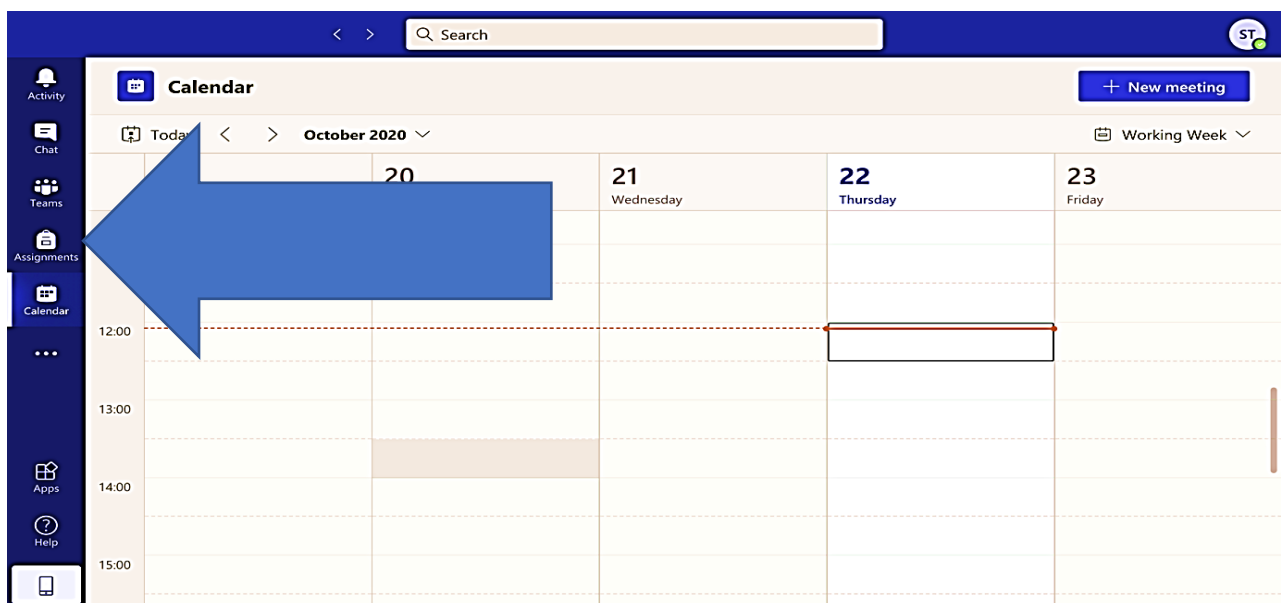 Search
ST
Activity
Calendar
+ New meeting
Chat
Today
October 2020
Working Week
Teams
20
21
Wednesday
22
Thursday
23
Friday
Assignments
Calendar
12:00
13:00
Apps
14:00
Help
15:00